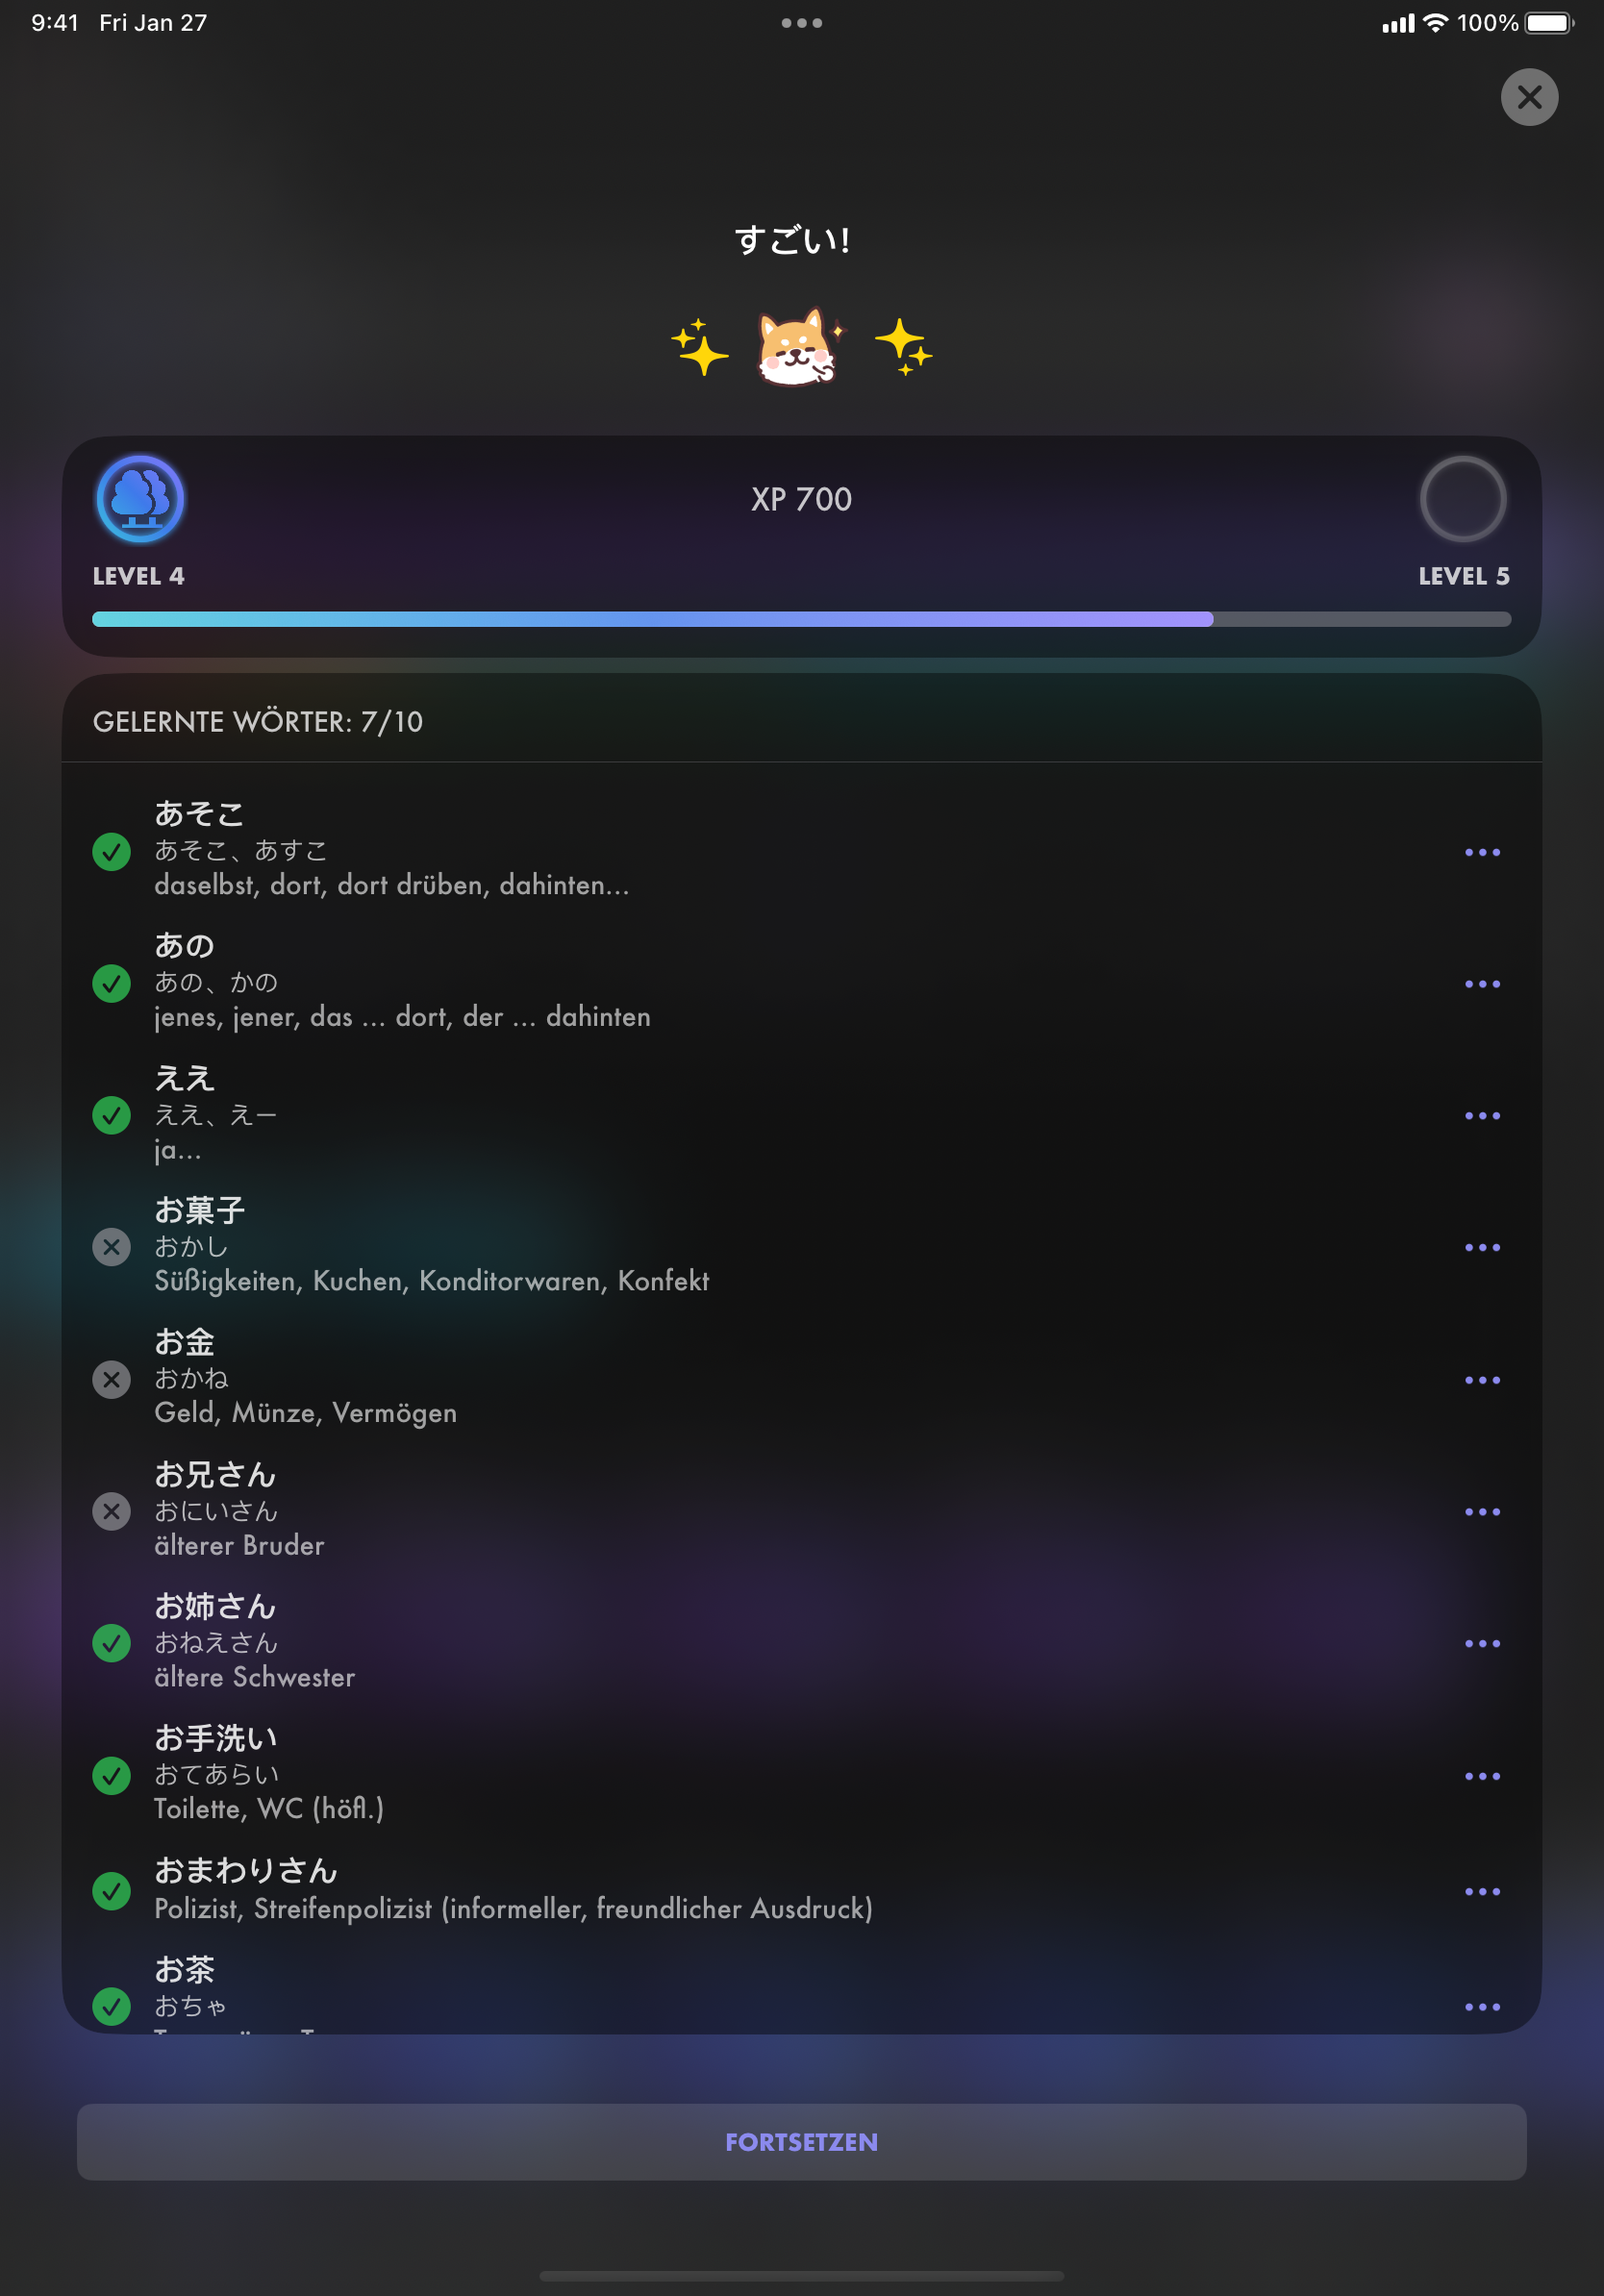 9:41 Fri Jan 27
100%
すごい!
XP 700
LEVEL 4
LEVEL 5
GELERNTE WÖRTER: 7/10
あそこ
あそこ、あすこ
daselbst, dort, dort drüben, dahinten...
あの
あの、かの
jenes, jener, das ... dort, der ... dahinten
ええ
ええ、えー
ja...
お菓子
おかし
Süßigkeiten, Kuchen, Konditorwaren, Konfekt
お金
おかね
Geld, Münze, Vermögen
お兄さん
おにいさん
älterer Bruder
お姉さん
おねえさん
ältere Schwester
お手洗い
おてあらい
Toilette, WC (höfl.)
おまわりさん
Polizist, Streifenpolizist (informeller, freundlicher Ausdruck)
お茶
おちゃ
FORTSETZEN